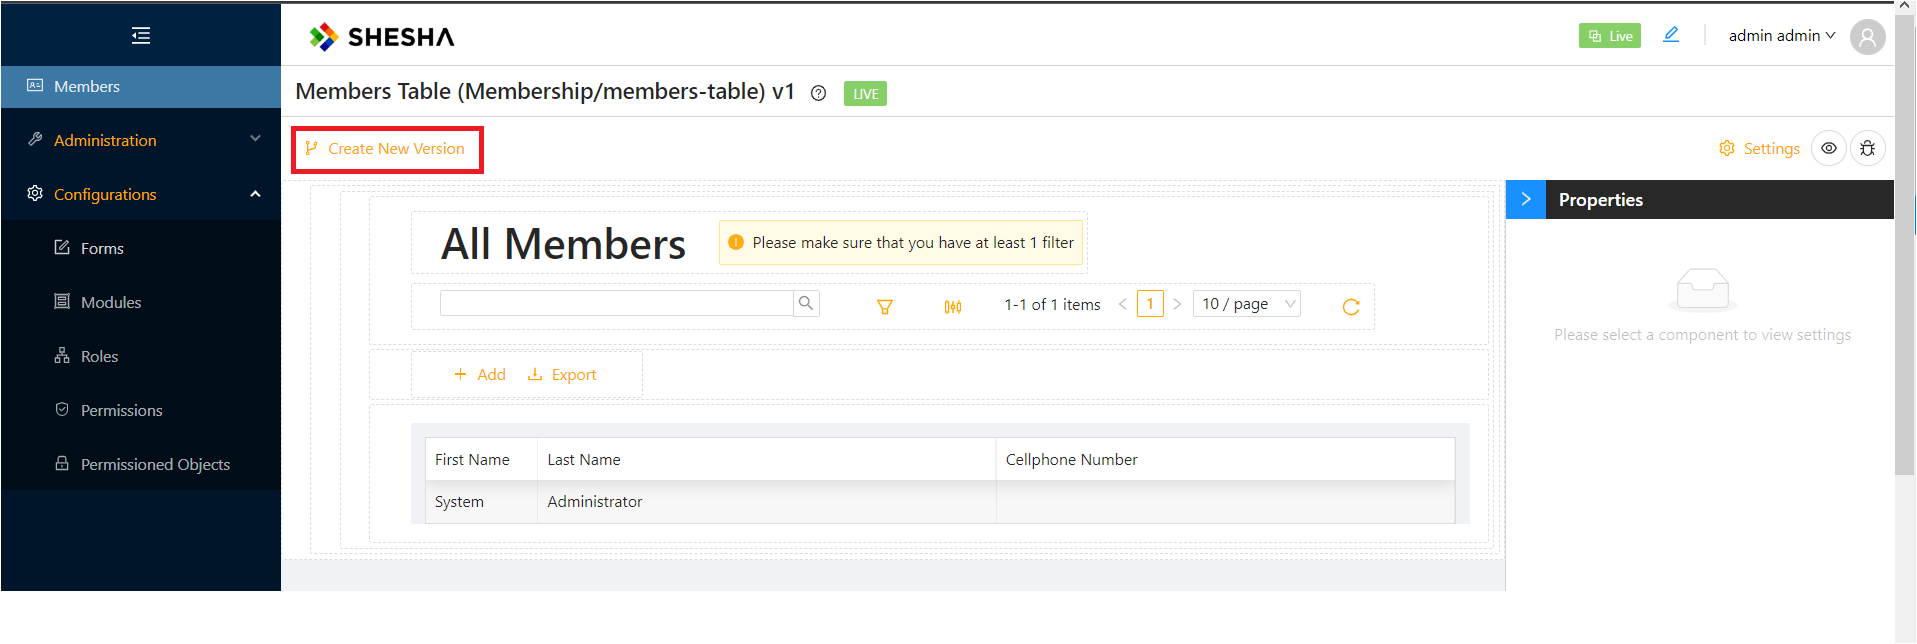 SHESHA
Live
admin admin
Members
Members Table (Membership/members-table) v1
LIVE
Administration
Create New Version
Settings
Configurations
Properties
Forms
All Members
Please make sure that you have at least 1 filter
Modules
1-1 of 1 items
1
10 / page
Please select a component to view settings
Roles
Add
Export
Permissions
First Name
Last Name
Cellphone Number
Permissioned Objects
System
Administrator